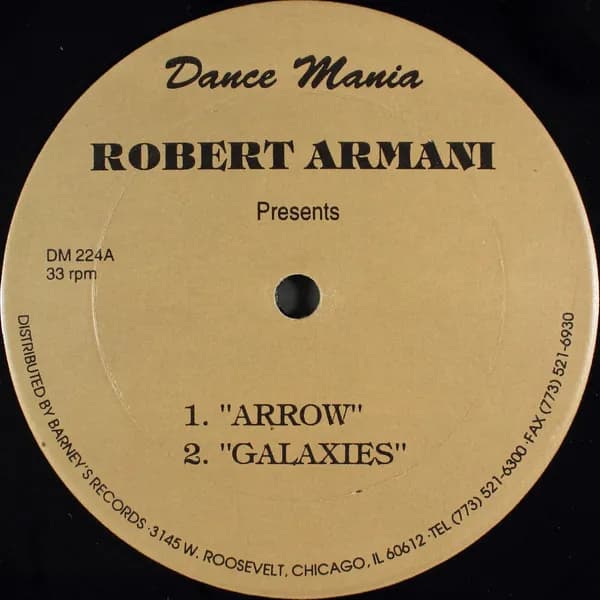 Dance Mania
ROBERT ARMANI
Presents
DM 224A
33 rpm
1. "ARROW"
2. "GALAXIES"
DISTRIBUTED BY BARNEY'S RECORDS · 3145 W. ROOSEVELT, CHICAGO, IL 60612 · TEL (773) 521-6300 · FAX (773) 521-6930